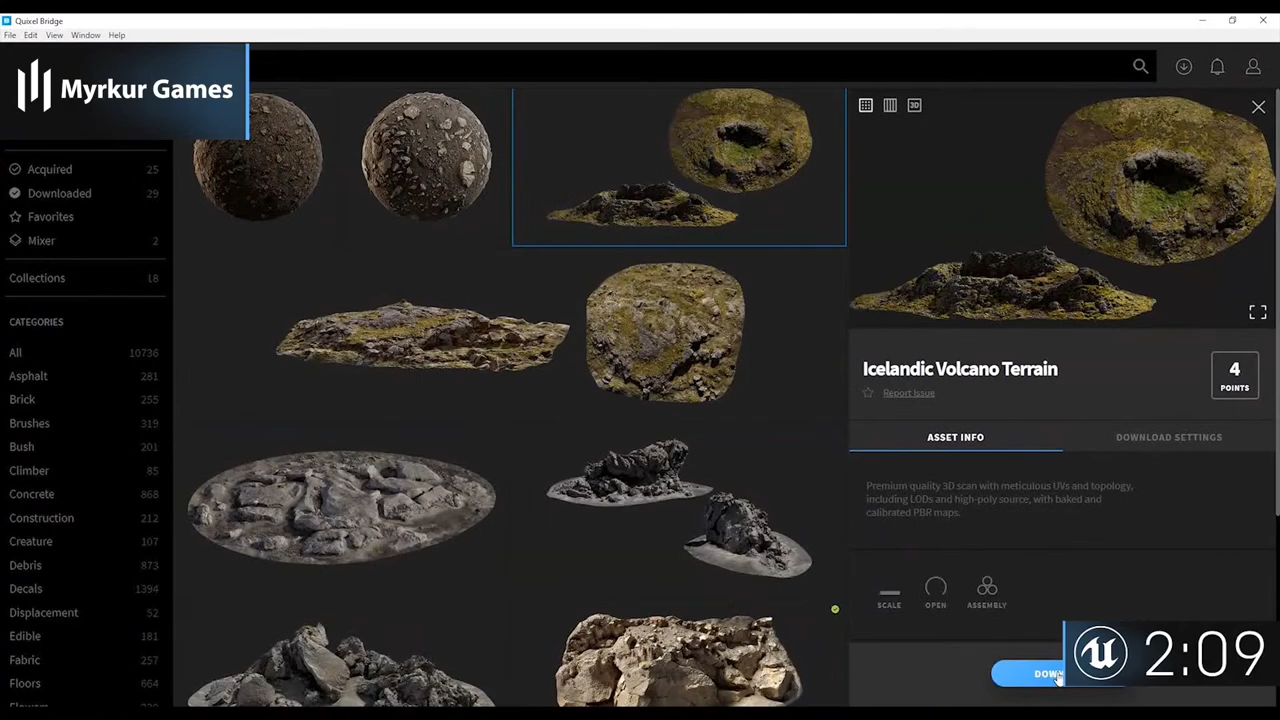 Quixel Bridge
File Edit View Window Help
Myrkur Games
Acquired 25
Downloaded 29
Favorites
Mixer 2
Collections 18
CATEGORIES
All 10736
Asphalt 281
Brick 255
Brushes 319
Bush 201
Climber 85
Concrete 868
Construction 212
Creature 107
Debris 873
Decals 1394
Displacement 52
Edible 181
Fabric 257
Floors 664
3D
Icelandic Volcano Terrain
4
POINTS
Report Issue
ASSET INFO DOWNLOAD SETTINGS
Premium quality 3D scan with meticulous UVs and topology,
including LODs and high-poly source, with baked and
calibrated PBR maps.
SCALE OPEN ASSEMBLY
DOW
2:09